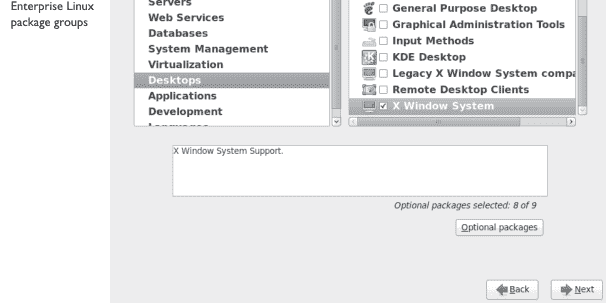 Enterprise Linux
package groups
Servers
Web Services
Databases
System Management
Virtualization
Desktops
Applications
Development
Languages
General Purpose Desktop
Graphical Administration Tools
Input Methods
KDE Desktop
Legacy X Window System compa
Remote Desktop Clients
X Window System
X Window System Support.
Optional packages selected: 8 of 9
Optional packages
Back
Next